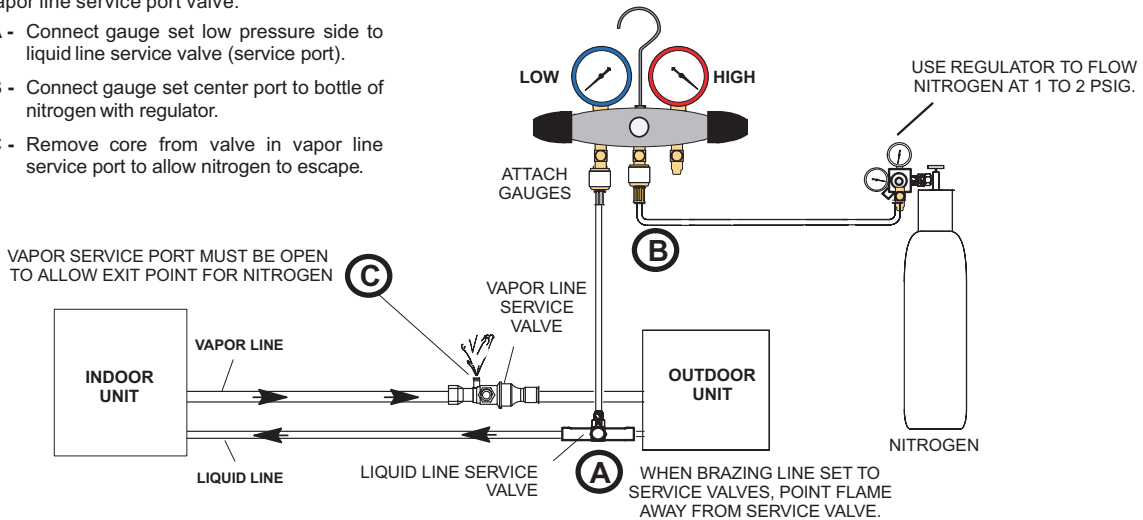 vapor line service port valve.
A - Connect gauge set low pressure side to
liquid line service valve (service port).
B - Connect gauge set center port to bottle of
nitrogen with regulator.
C - Remove core from valve in vapor line
service port to allow nitrogen to escape.
LOW
HIGH
USE REGULATOR TO FLOW
NITROGEN AT 1 TO 2 PSIG.
ATTACH
GAUGES
B
VAPOR SERVICE PORT MUST BE OPEN
TO ALLOW EXIT POINT FOR NITROGEN
C
VAPOR LINE
SERVICE
VALVE
VAPOR LINE
INDOOR
UNIT
OUTDOOR
UNIT
NITROGEN
LIQUID LINE
LIQUID LINE SERVICE
VALVE
A
WHEN BRAZING LINE SET TO
SERVICE VALVES, POINT FLAME
AWAY FROM SERVICE VALVE.